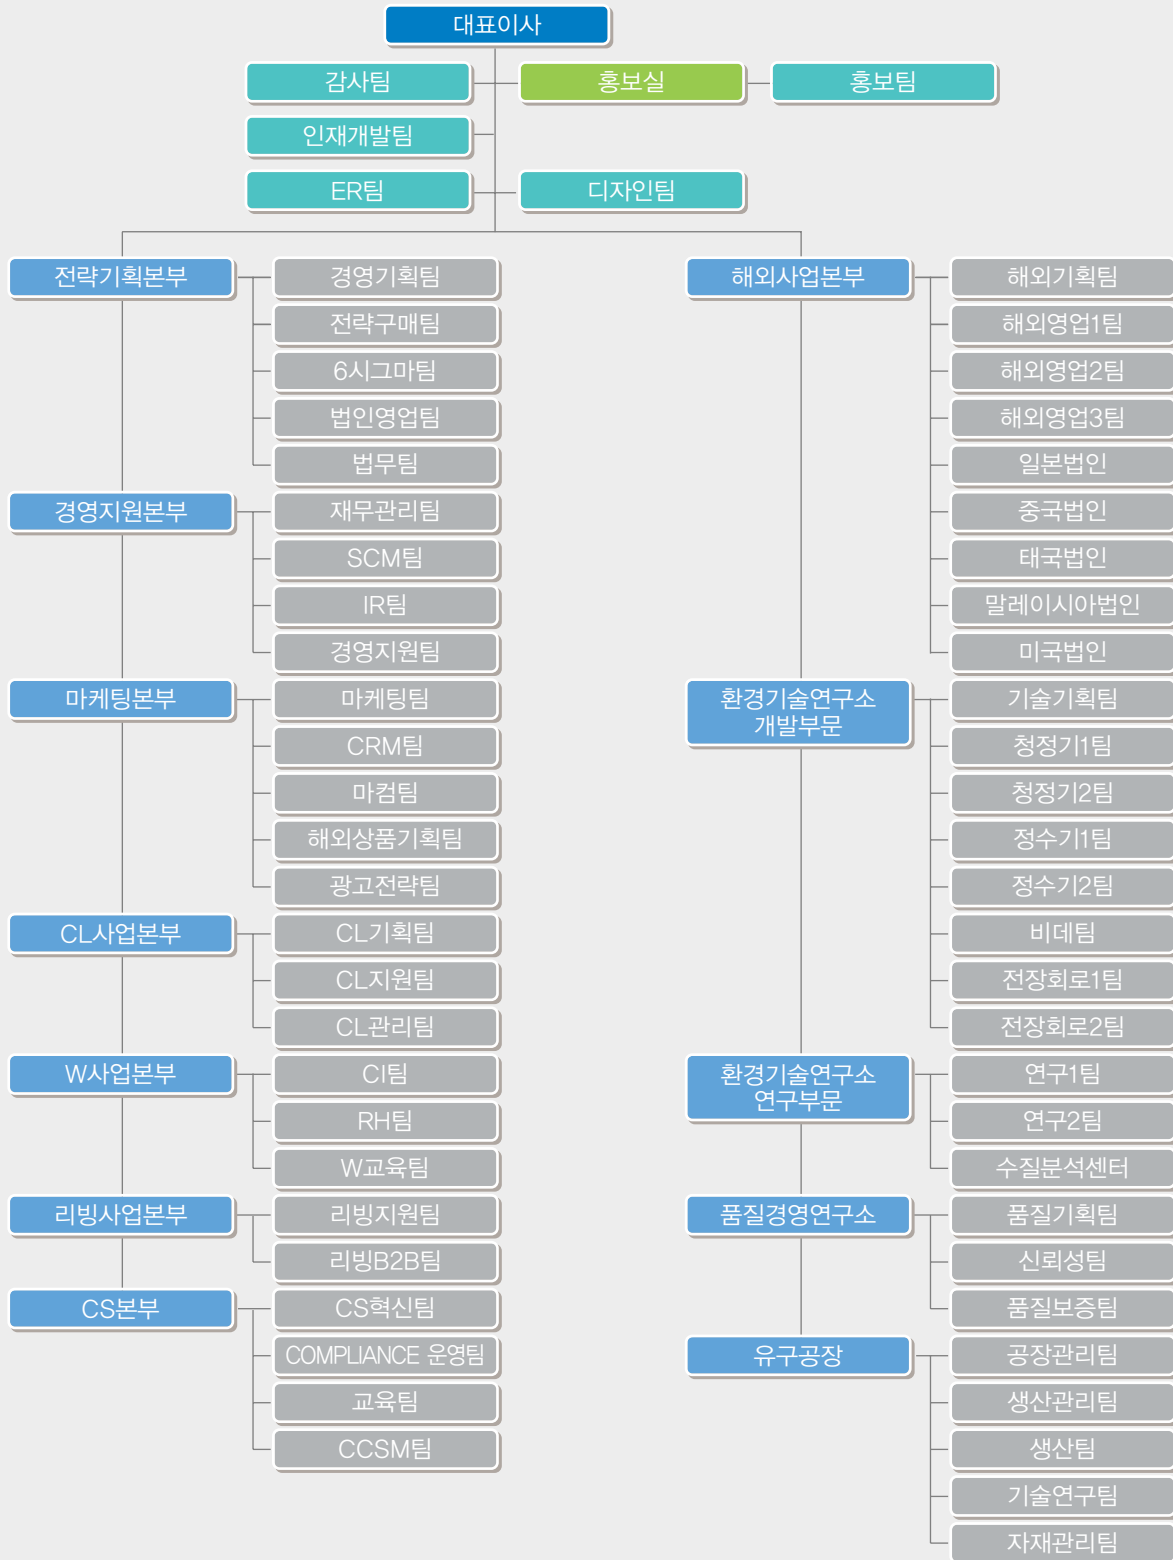 대표이사
감사팀
홍보실
홍보팀
인재개발팀
ER팀
디자인팀
전략기획본부
경영기획팀
전략구매팀
6시그마팀
법인영업팀
법무팀
경영지원본부
재무관리팀
SCM팀
IR팀
경영지원팀
마케팅본부
마케팅팀
CRM팀
마컴팀
해외상품기획팀
광고전략팀
CL사업본부
CL기획팀
CL지원팀
CL관리팀
W사업본부
CI팀
RH팀
W교육팀
리빙사업본부
리빙지원팀
리빙B2B팀
CS본부
CS혁신팀
COMPLIANCE 운영팀
교육팀
CCSM팀
해외사업본부
해외기획팀
해외영업1팀
해외영업2팀
해외영업3팀
일본법인
중국법인
태국법인
말레이시아법인
미국법인
환경기술연구소
개발부문
기술기획팀
청정기1팀
청정기2팀
정수기1팀
정수기2팀
비데팀
전장회로1팀
전장회로2팀
환경기술연구소
연구부문
연구1팀
연구2팀
수질분석센터
품질경영연구소
품질기획팀
신뢰성팀
품질보증팀
유구공장
공장관리팀
생산관리팀
생산팀
기술연구팀
자재관리팀